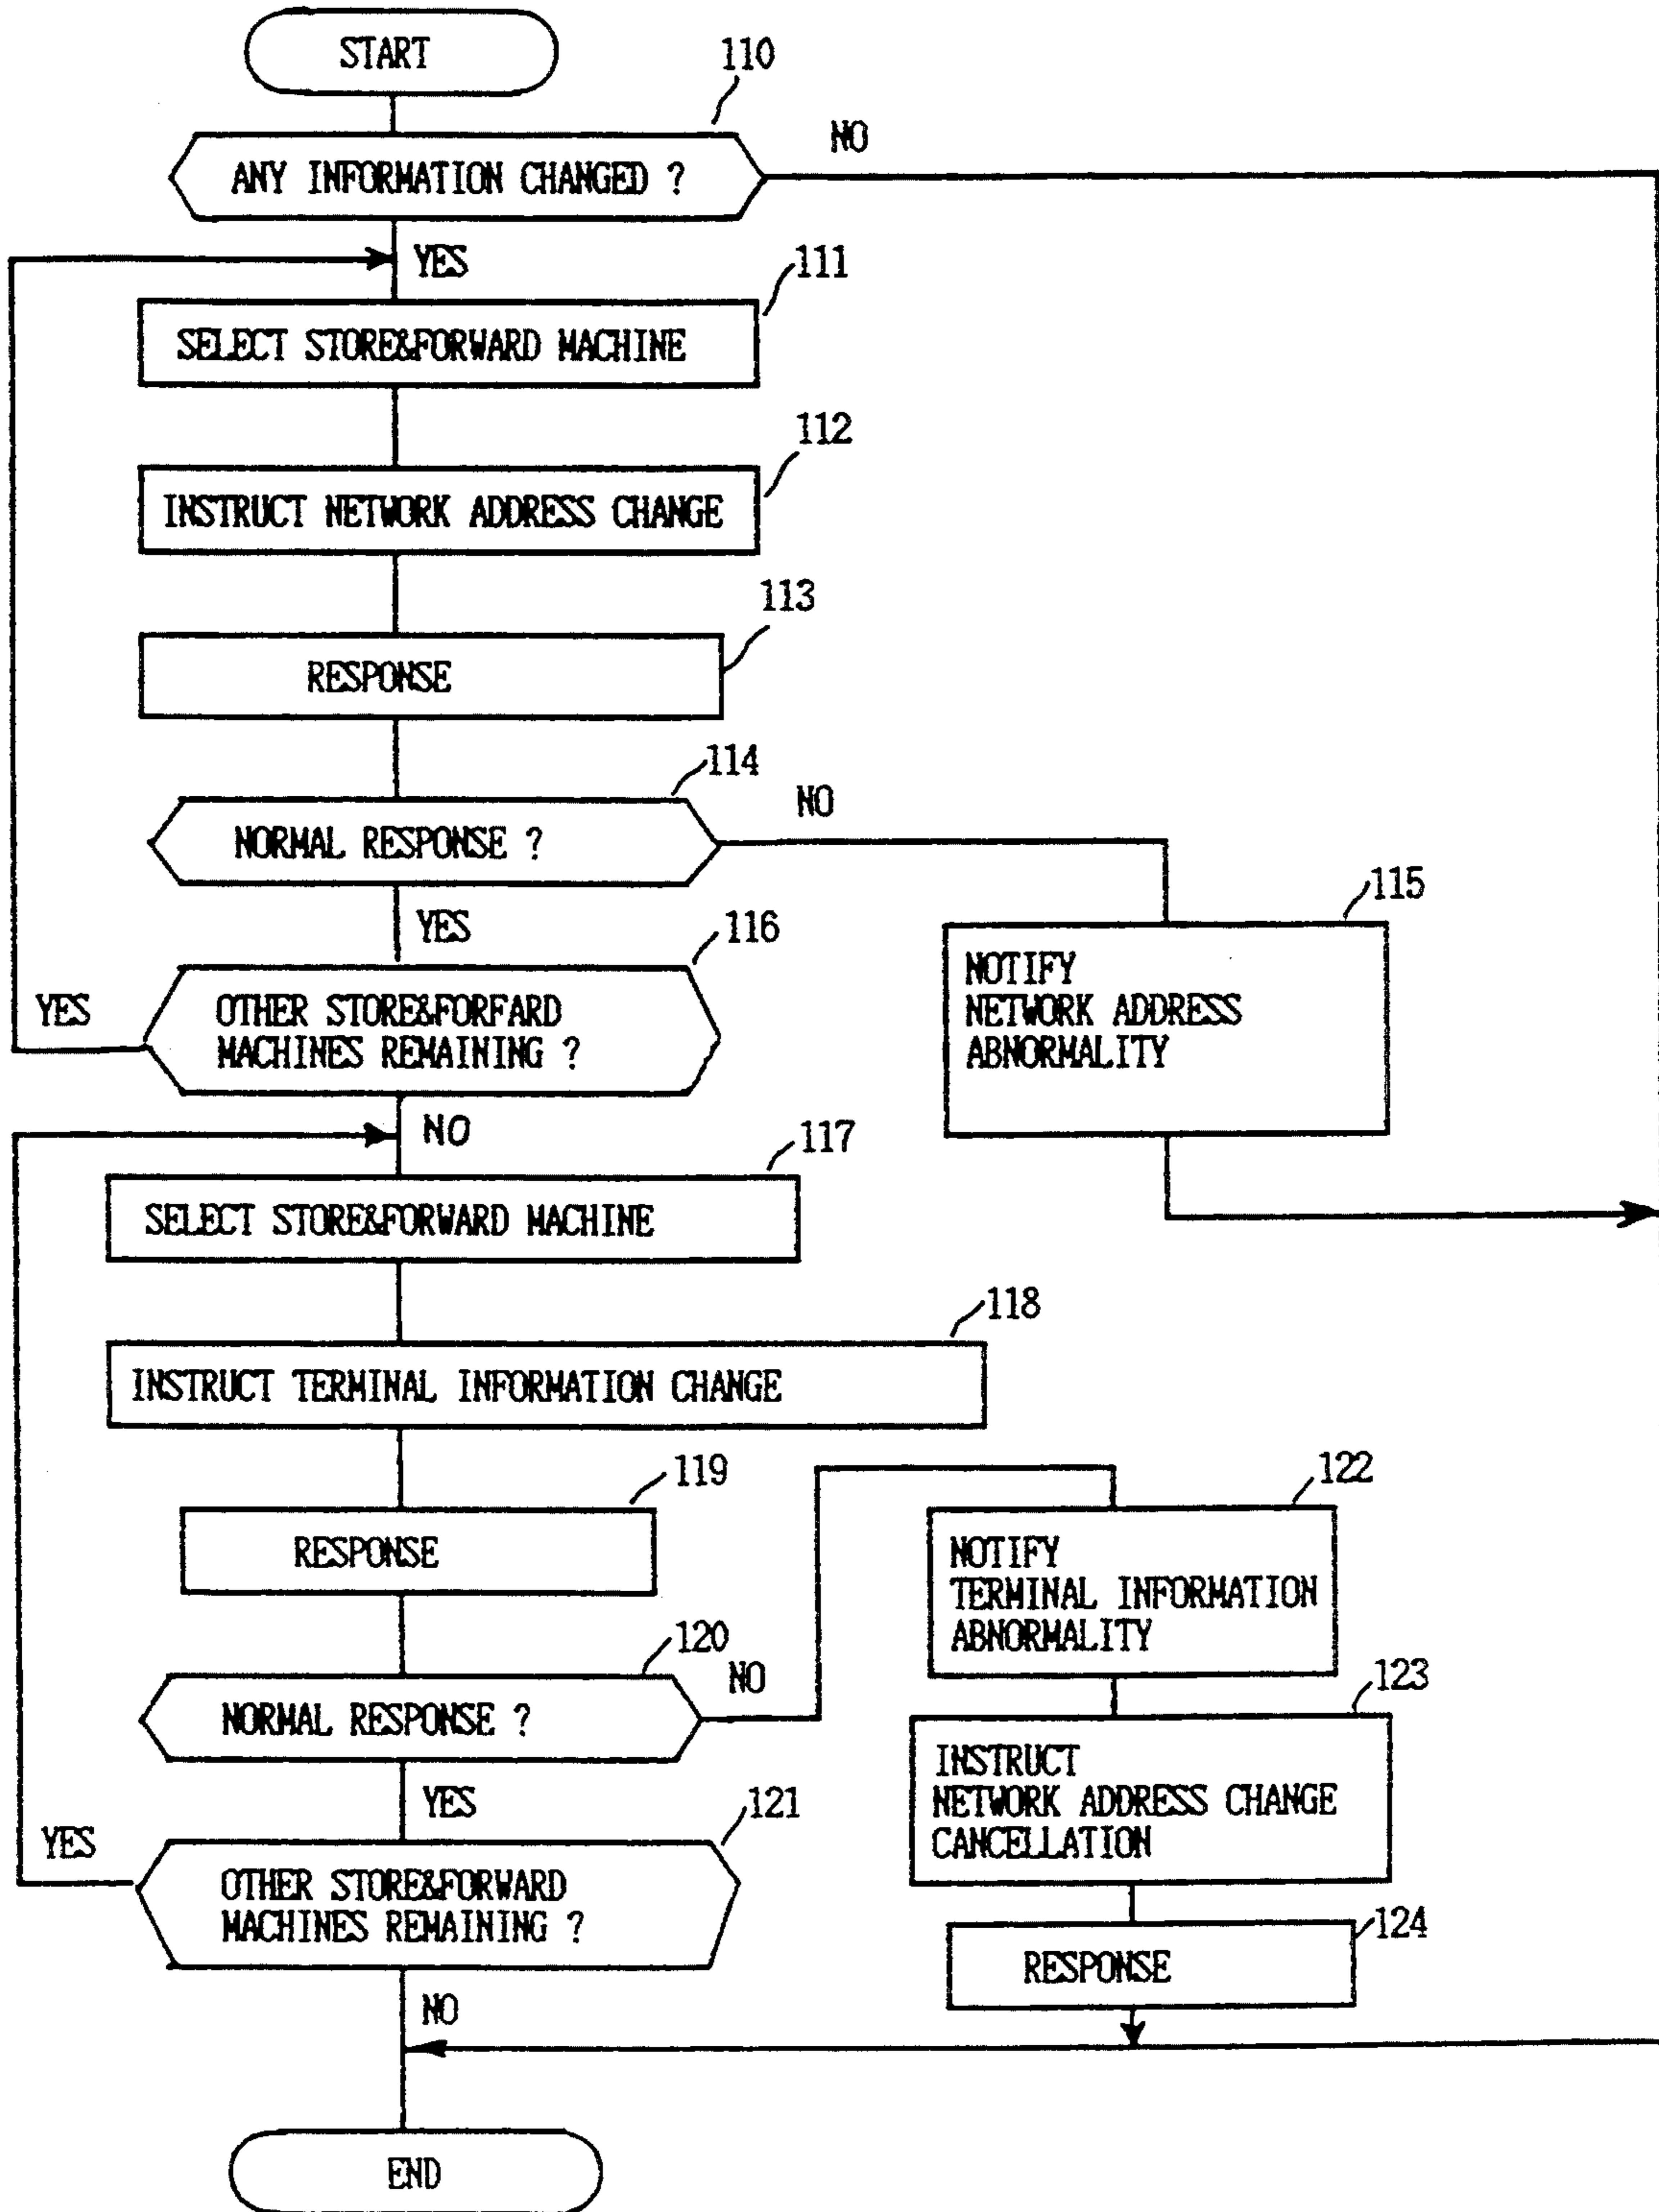 START
110
NO
ANY INFORMATION CHANGED ?
YES
111
SELECT STORE&FORWARD MACHINE
112
INSTRUCT NETWORK ADDRESS CHANGE
113
RESPONSE
114
NO
NORMAL RESPONSE ?
115
YES
116
NOTIFY
NETWORK ADDRESS
ABNORMALITY
YES
OTHER STORE&FORFARD
MACHINES REMAINING ?
NO
117
SELECT STORE&FORWARD MACHINE
118
INSTRUCT TERMINAL INFORMATION CHANGE
119
122
RESPONSE
NOTIFY
TERMINAL INFORMATION
ABNORMALITY
120
NO
123
NORMAL RESPONSE ?
INSTRUCT
NETWORK ADDRESS CHANGE
CANCELLATION
YES
121
YES
OTHER STORE&FORWARD
MACHINES REMAINING ?
124
RESPONSE
NO
END